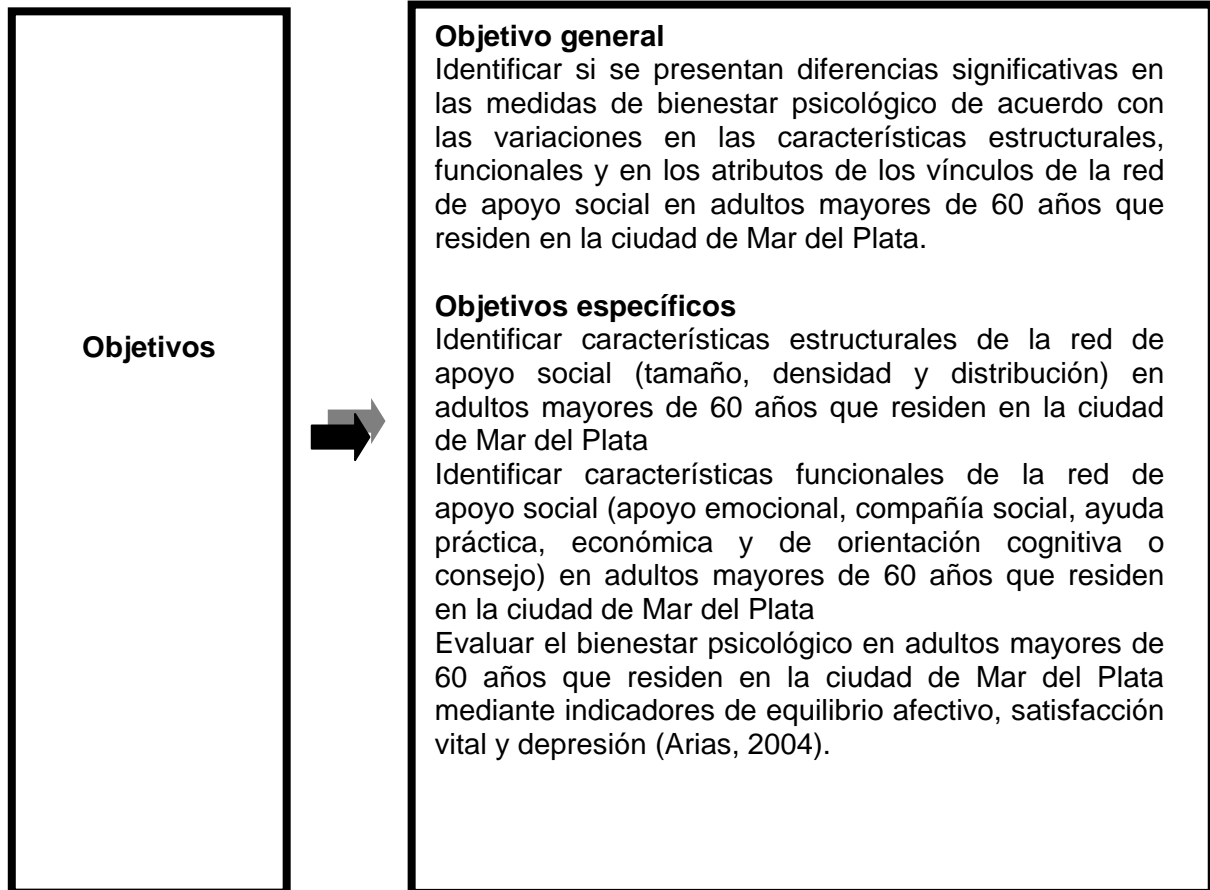 Objetivos
Objetivo general
Identificar si se presentan diferencias significativas en
las medidas de bienestar psicológico de acuerdo con
las variaciones en las características estructurales,
funcionales y en los atributos de los vínculos de la red
de apoyo social en adultos mayores de 60 años que
residen en la ciudad de Mar del Plata.
Objetivos específicos
Identificar características estructurales de la red de
apoyo social (tamaño, densidad y distribución) en
adultos mayores de 60 años que residen en la ciudad
de Mar del Plata
Identificar características funcionales de la red de
apoyo social (apoyo emocional, compañía social, ayuda
práctica, económica y de orientación cognitiva o
consejo) en adultos mayores de 60 años que residen
en la ciudad de Mar del Plata
Evaluar el bienestar psicológico en adultos mayores de
60 años que residen en la ciudad de Mar del Plata
mediante indicadores de equilibrio afectivo, satisfacción
vital y depresión (Arias, 2004).